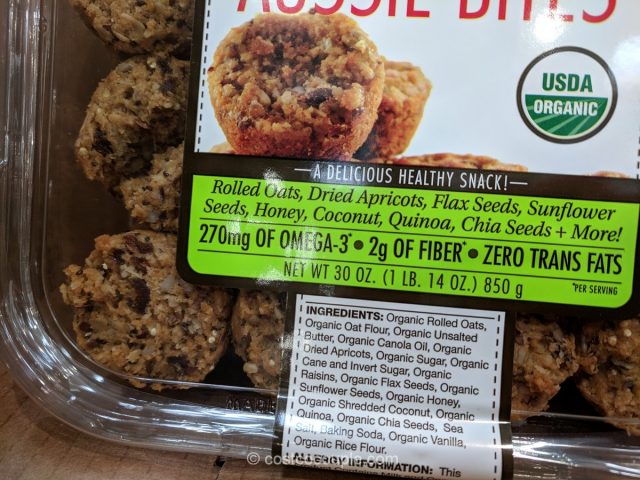 AUSSIE BITES
USDA
ORGANIC
A DELICIOUS HEALTHY SNACK!
Rolled Oats, Dried Apricots, Flax Seeds, Sunflower
Seeds, Honey, Coconut, Quinoa, Chia Seeds + More!
270mg OF OMEGA-3* • 2g OF FIBER* • ZERO TRANS FATS
NET WT 30 OZ. (1 LB. 14 OZ.) 850 g
*PER SERVING
INGREDIENTS: Organic Rolled Oats,
Organic Oat Flour, Organic Unsalted
Butter, Organic Canola Oil, Organic
Dried Apricots, Organic Sugar, Organic
Cane and Invert Sugar, Organic
Raisins, Organic Flax Seeds, Organic
Sunflower Seeds, Organic Honey,
Organic Shredded Coconut, Organic
Quinoa, Organic Chia Seeds, Sea
Salt, Baking Soda, Organic Vanilla,
Organic Rice Flour.
INFORMATION: This